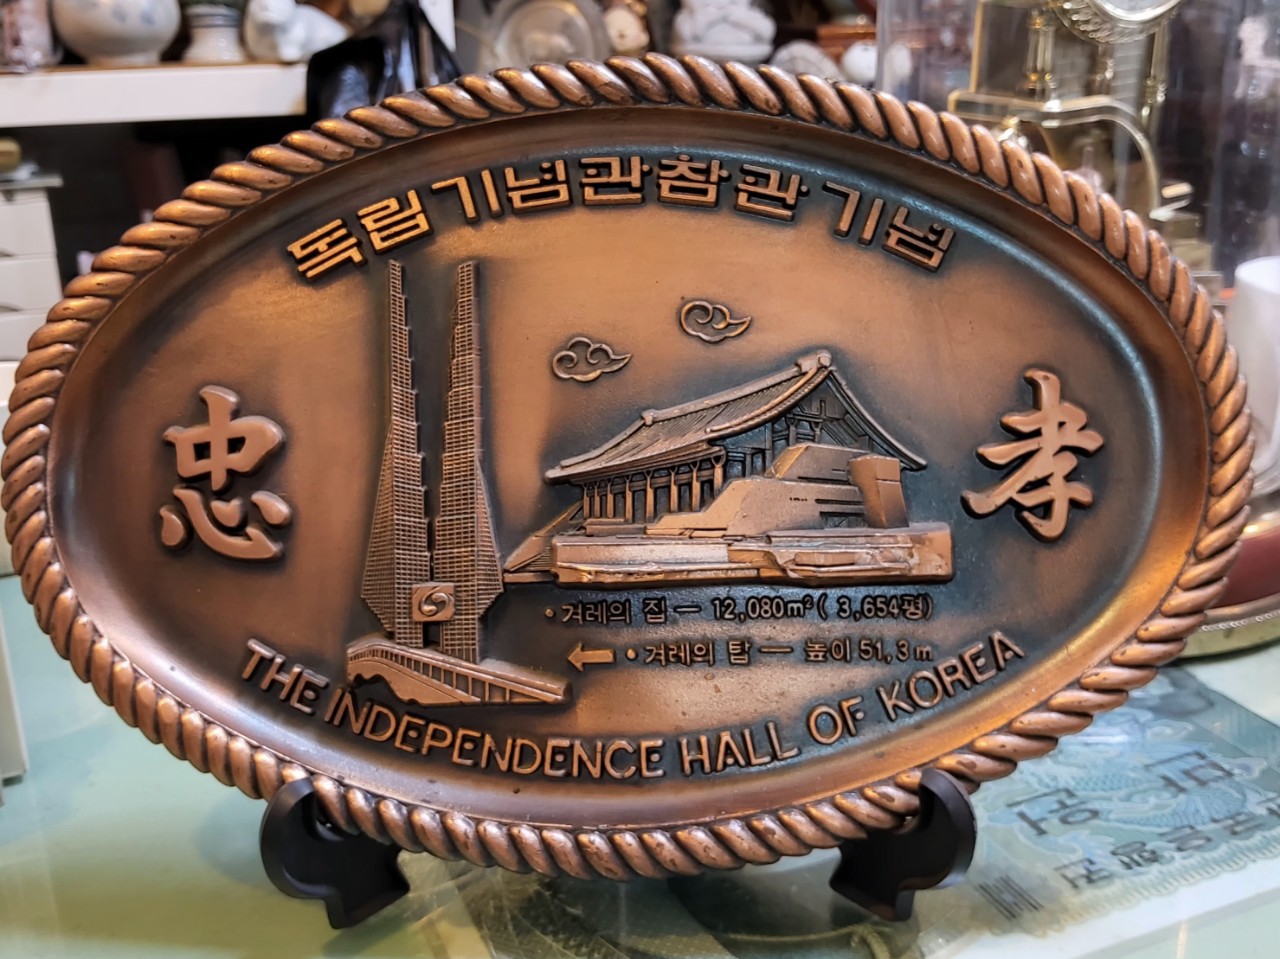 독립기념관참관기념
忠
孝
• 겨레의 집 — 12,080m²( 3,654평)
← • 겨레의 탑 — 높이 51,3m
THE INDEPENDENCE HALL OF KOREA